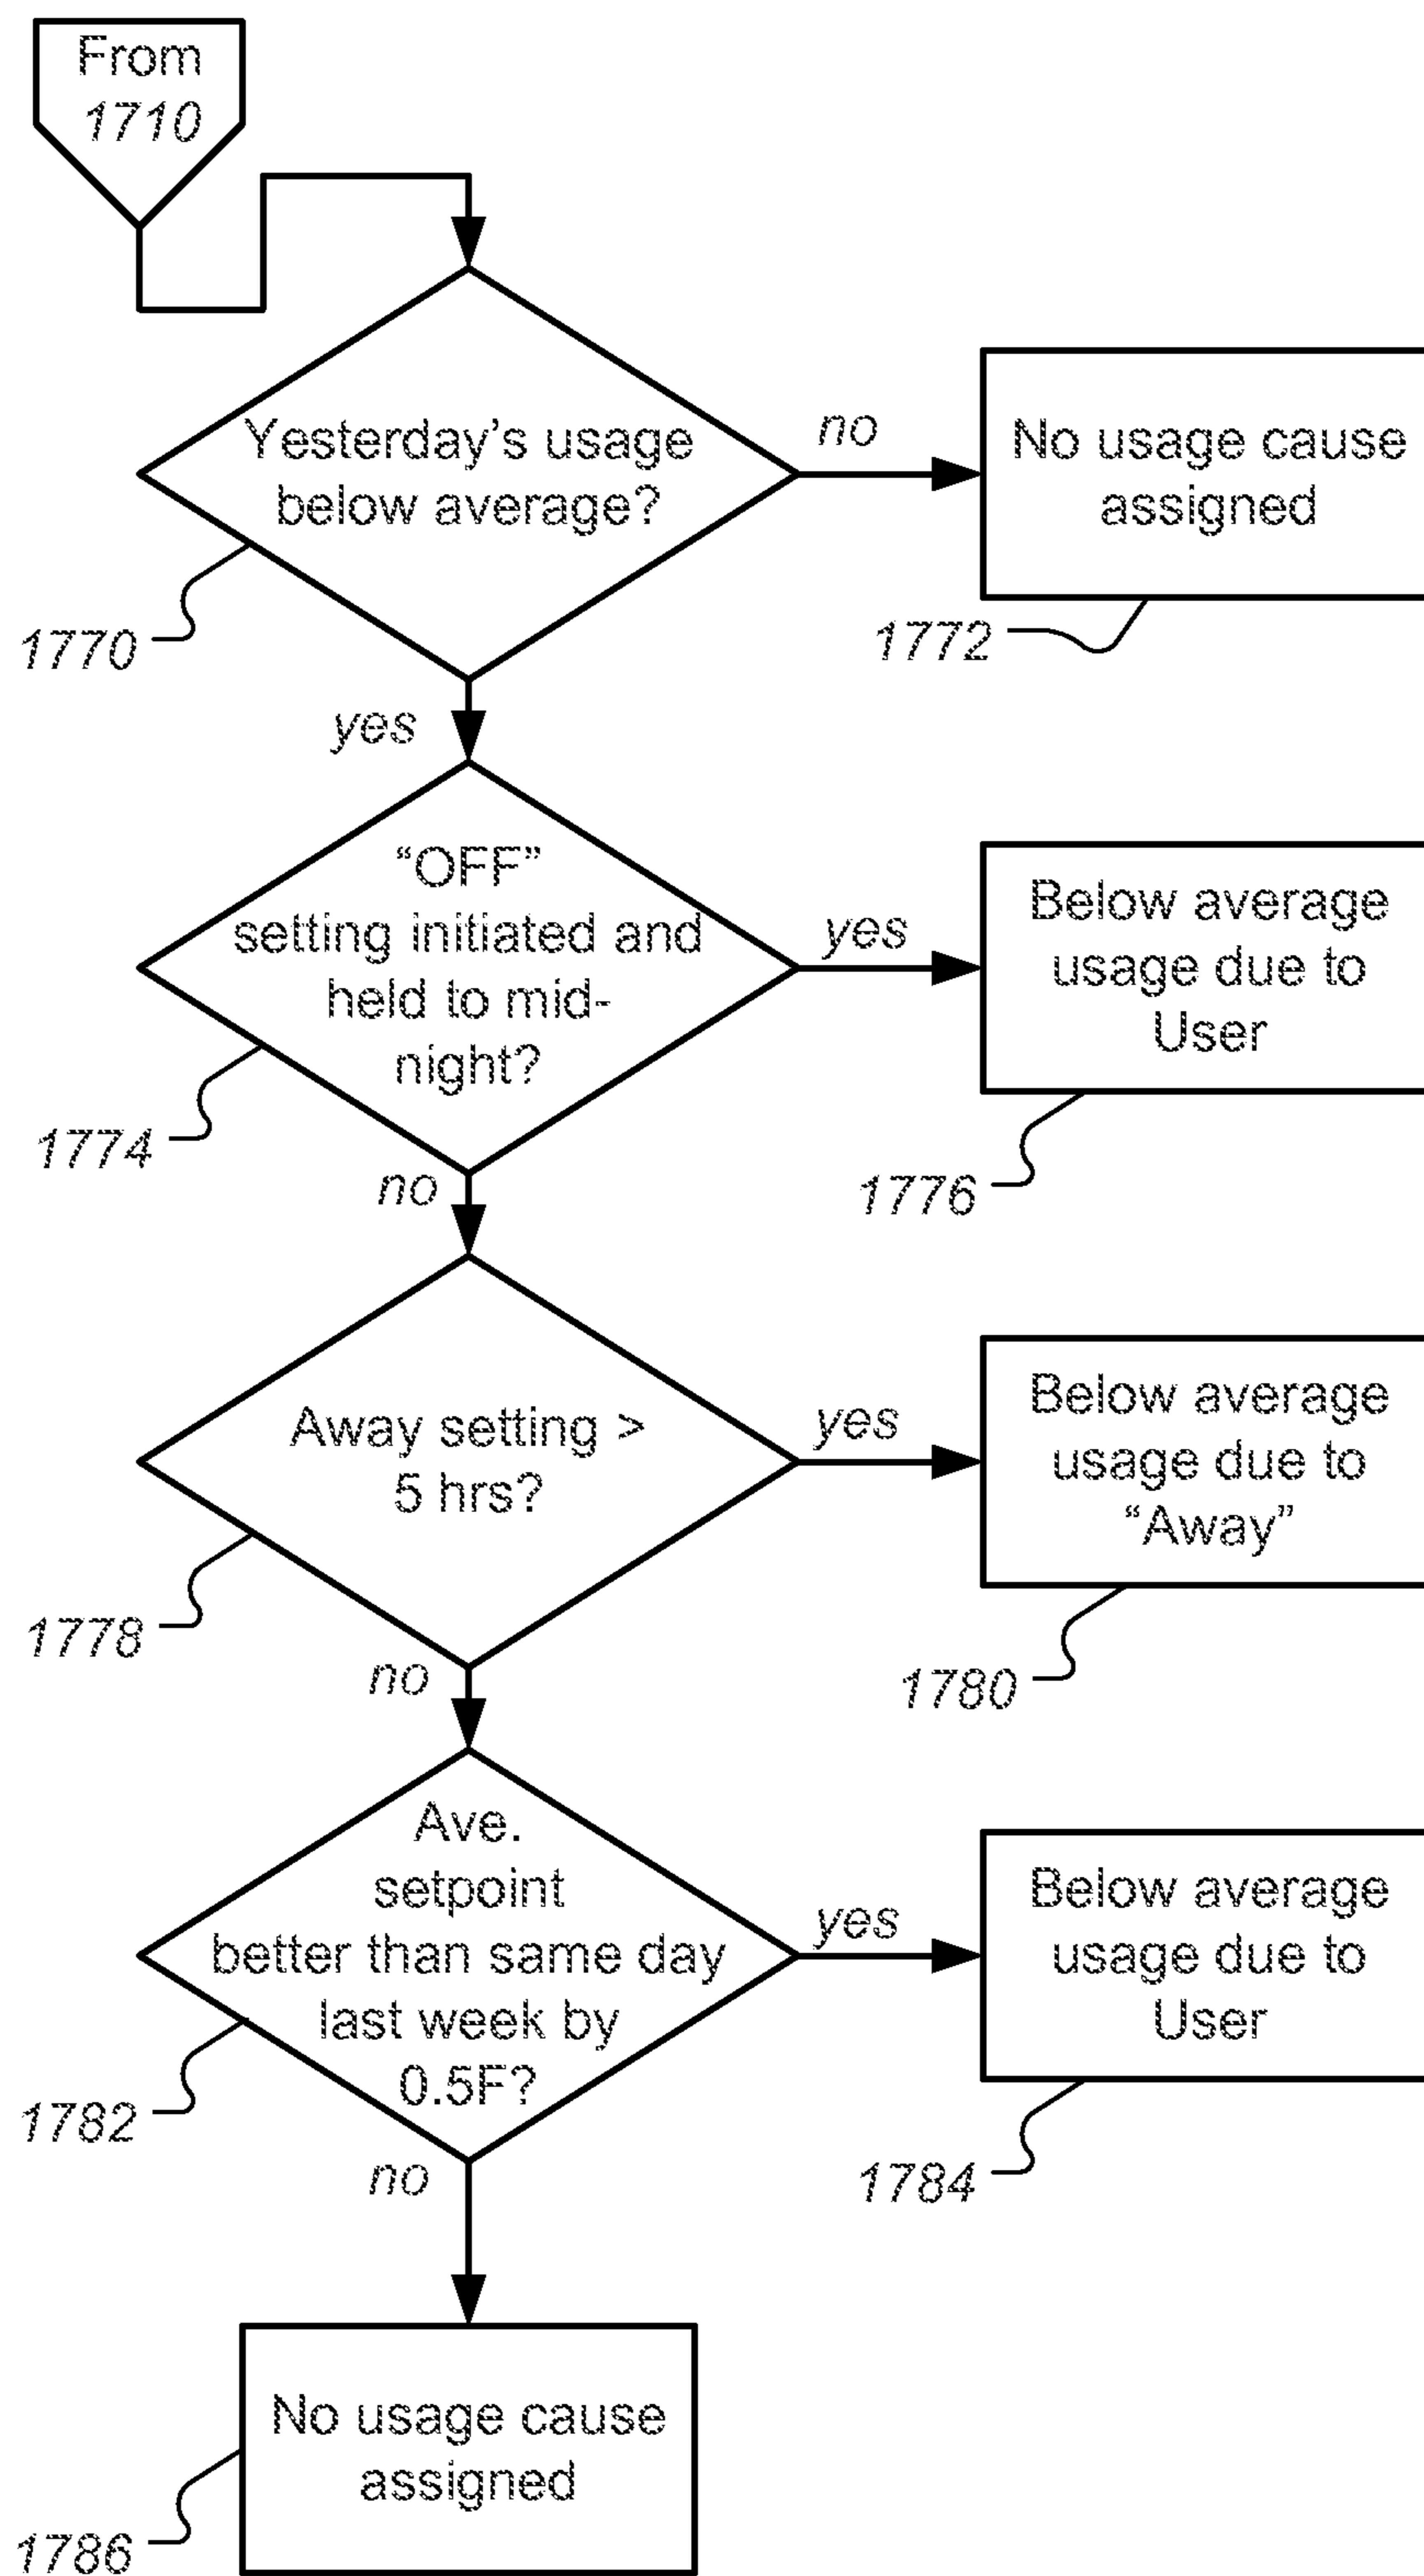 From
1710
Yesterday’s usage
below average?
no
No usage cause
assigned
1770
1772
yes
“OFF”
setting initiated and
held to mid-
night?
yes
Below average
usage due to
User
1774
1776
no
Away setting >
5 hrs?
yes
Below average
usage due to
“Away”
1778
1780
no
Ave.
setpoint
better than same day
last week by
0.5F?
yes
Below average
usage due to
User
1782
1784
no
No usage cause
assigned
1786